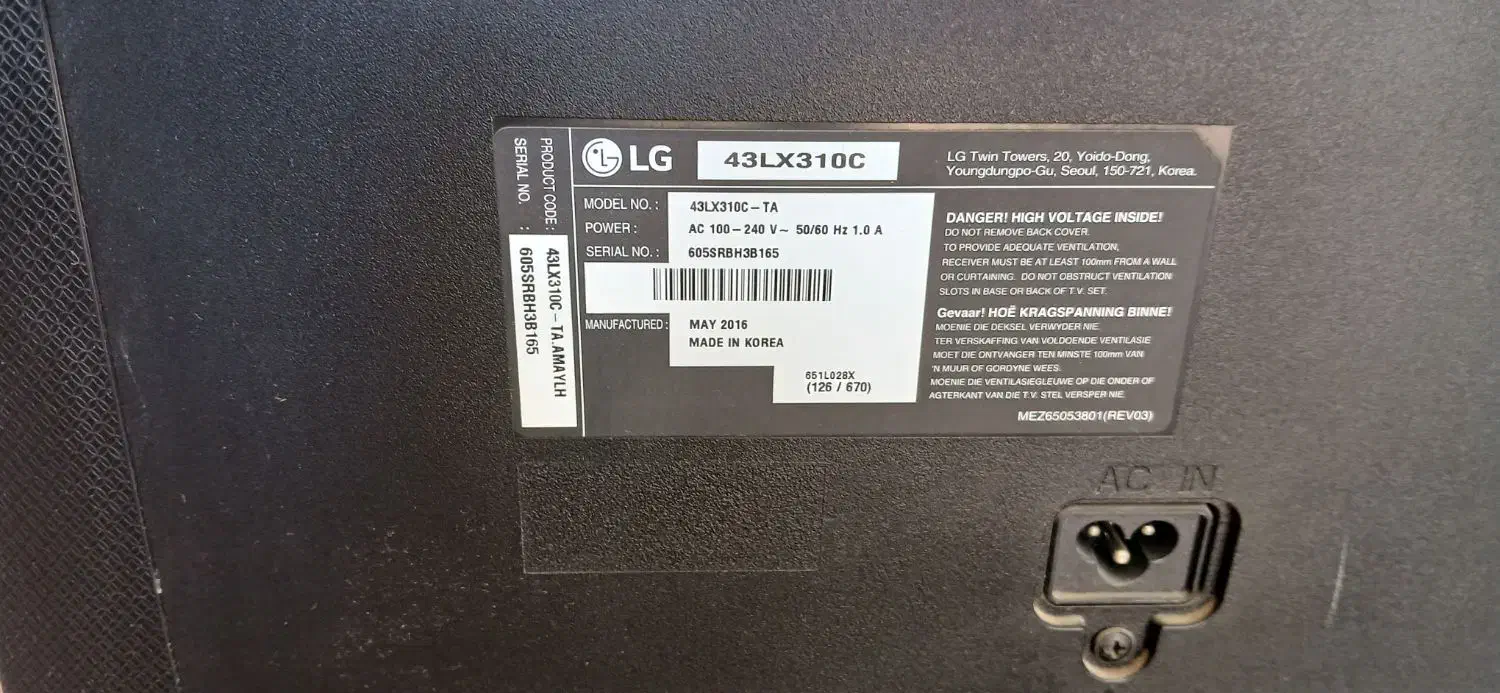 PRODUCT CODE : 43LX310C-TA.AMAYLH
SERIAL NO. : 605SRBH3B165
LG
43LX310C
LG Twin Towers, 20, Yoido-Dong,
Youngdungpo-Gu, Seoul, 150-721, Korea.
MODEL NO. : 43LX310C-TA
POWER : AC 100-240 V~ 50/60 Hz 1.0 A
SERIAL NO. : 605SRBH3B165
MANUFACTURED : MAY 2016
MADE IN KOREA
651L028X
(126 / 670)
DANGER! HIGH VOLTAGE INSIDE!
DO NOT REMOVE BACK COVER.
TO PROVIDE ADEQUATE VENTILATION,
RECEIVER MUST BE AT LEAST 100mm FROM A WALL
OR CURTAINING. DO NOT OBSTRUCT VENTILATION
SLOTS IN BASE OR BACK OF T.V. SET.
Gevaar! HOË KRAGSPANNING BINNE!
MOENIE DIE DEKSEL VERWYDER NIE.
TER VERSKAFFING VAN VOLDOENDE VENTILASIE
MOET DIE ONTVANGER TEN MINSTE 100mm VAN
'N MUUR OF GORDYNE WEES.
MOENIE DIE VENTILASIEGLEUWE OP DIE ONDER OF
AGTERKANT VAN DIE T.V. STEL VERSPER NIE.
MEZ65053801(REV03)
AC IN